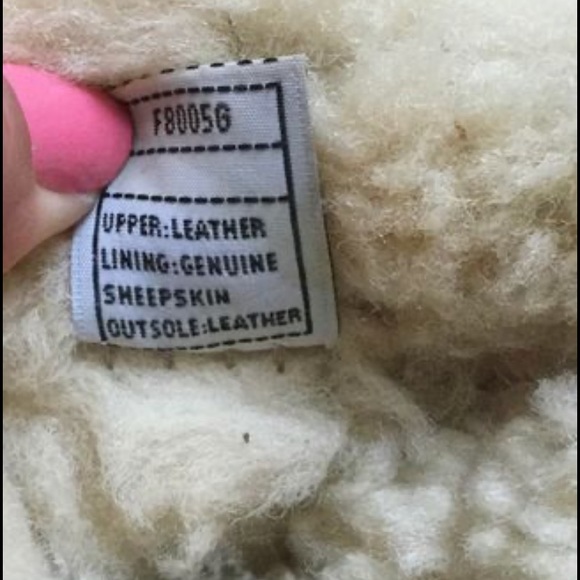 F8005G
UPPER:LEATHER
LINING:GENUINE
SHEEPSKIN
OUTSOLE:LEATHER